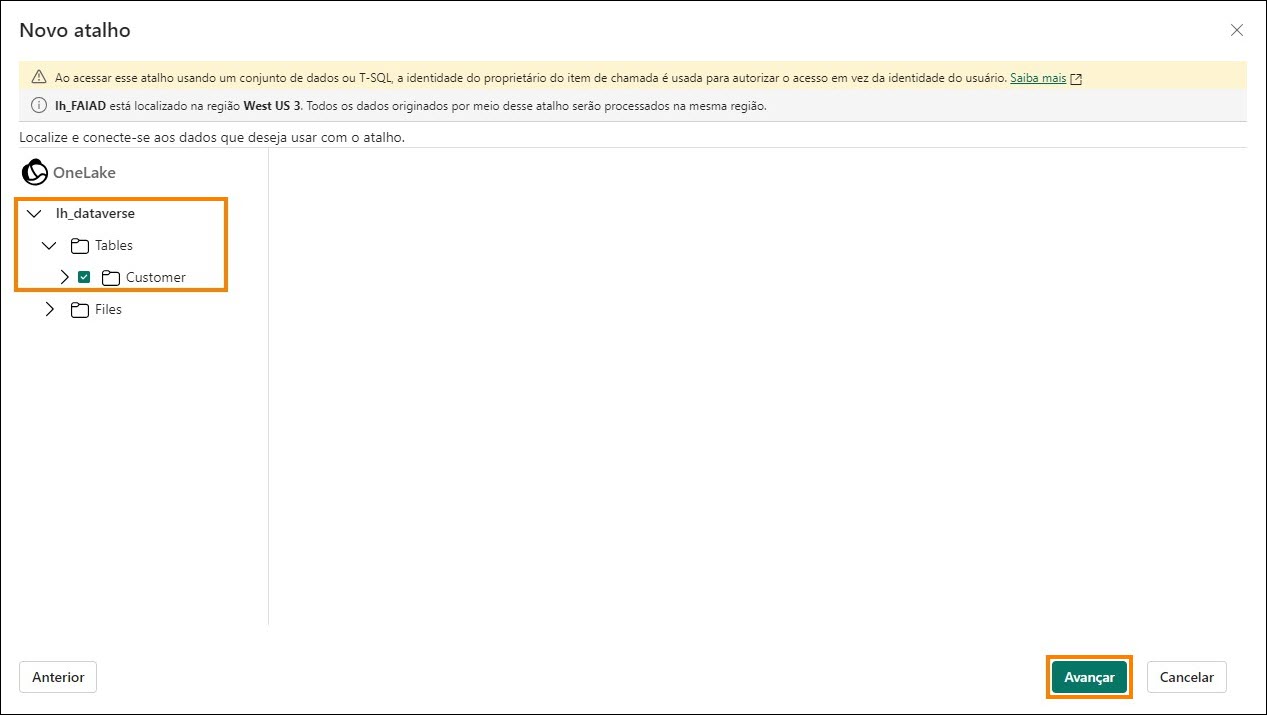 Novo atalho
Ao acessar esse atalho usando um conjunto de dados ou T-SQL, a identidade do proprietário do item de chamada é usada para autorizar o acesso em vez da identidade do usuário. Saiba mais
lh_FAIAD está localizado na região West US 3. Todos os dados originados por meio desse atalho serão processados na mesma região.
Localize e conecte-se aos dados que deseja usar com o atalho.
OneLake
lh_dataverse
Tables
Customer
Files
Anterior
Avançar
Cancelar